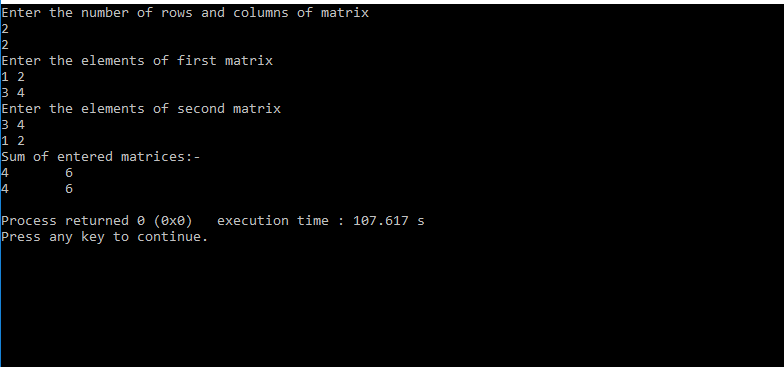 Enter the number of rows and columns of matrix
2
2
Enter the elements of first matrix
1 2
3 4
Enter the elements of second matrix
3 4
1 2
Sum of entered matrices:-
4       6
4       6
Process returned 0 (0x0)   execution time : 107.617 s
Press any key to continue.